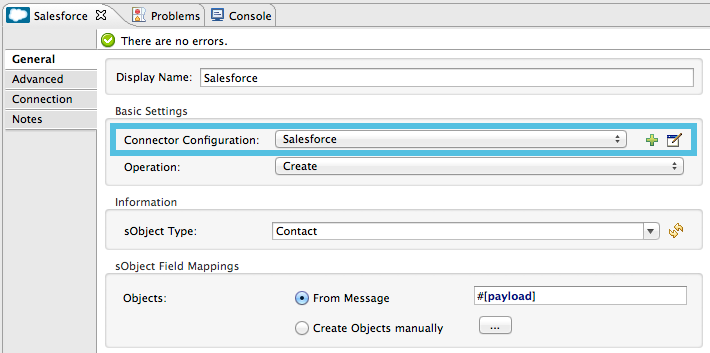 Salesforce Problems Console
There are no errors.
General
Advanced
Connection
Notes
Display Name: Salesforce
Basic Settings
Connector Configuration: Salesforce
Operation: Create
Information
sObject Type: Contact
sObject Field Mappings
Objects: From Message #[payload]
Create Objects manually ...